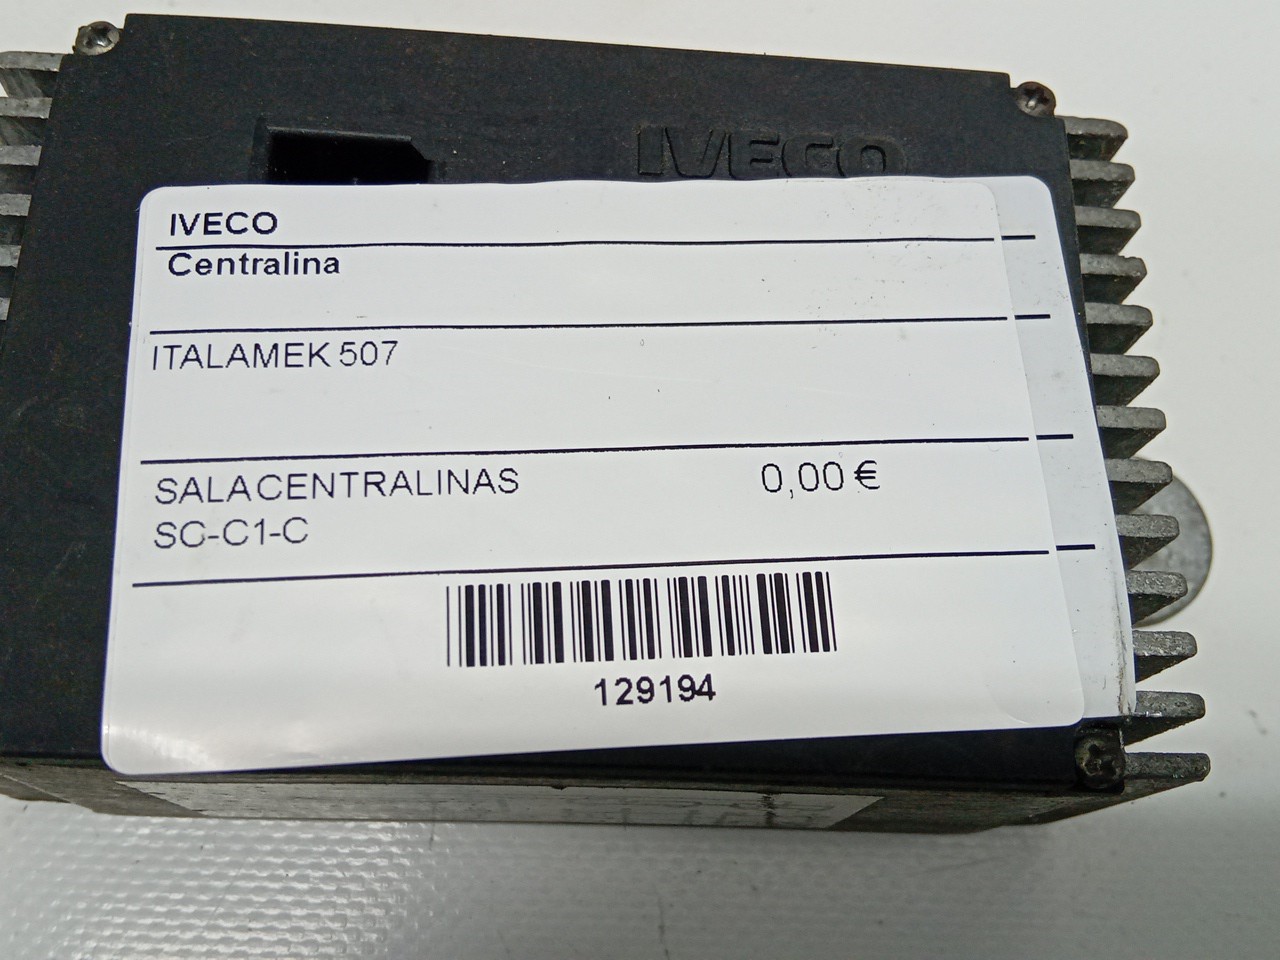 IVECO
IVECO
Centralina
ITALAMEK 507
SALACENTRALINAS 0,00 €
SC-C1-C
129194